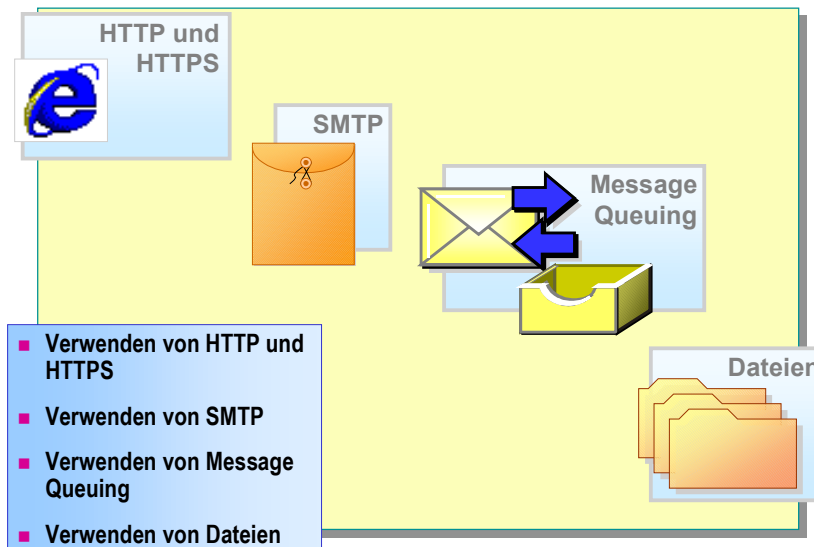 HTTP und
HTTPS
SMTP
Message
Queuing
Dateien
Verwenden von HTTP und
HTTPS
Verwenden von SMTP
Verwenden von Message
Queuing
Verwenden von Dateien